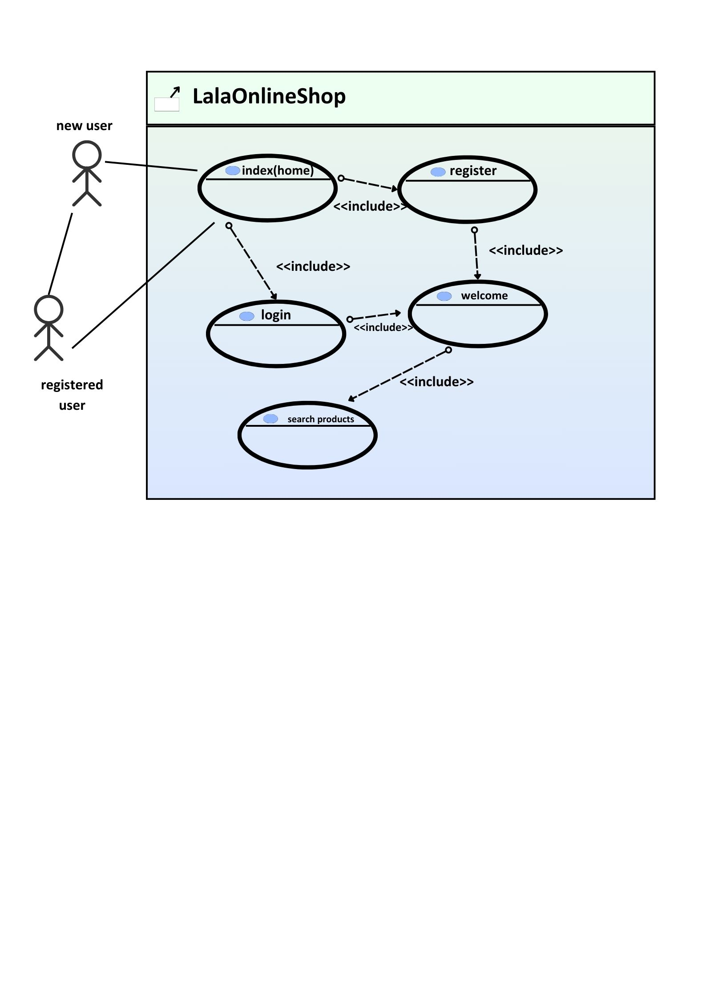 LalaOnlineShop
new user
index(home)
register
<<include>>
<<include>>
<<include>>
welcome
login
<<include>>
<<include>>
registered
user
search products